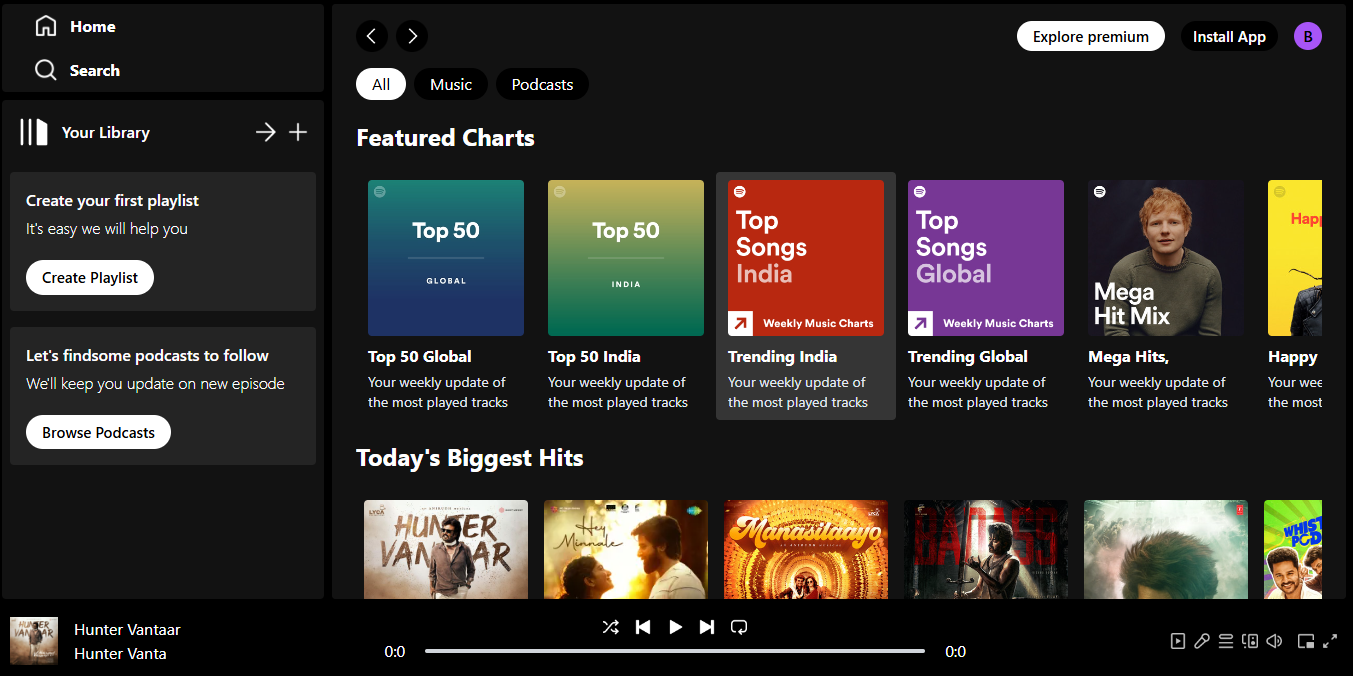 Home
Search
Your Library
Create your first playlist
It's easy we will help you
Create Playlist
Let's findsome podcasts to follow
We'll keep you update on new episode
Browse Podcasts
Explore premium
Install App
B
All
Music
Podcasts
Featured Charts
Top 50
GLOBAL
Top 50 Global
Your weekly update of
the most played tracks
Top 50
INDIA
Top 50 India
Your weekly update of
the most played tracks
Top
Songs
India
Weekly Music Charts
Trending India
Your weekly update of
the most played tracks
Top
Songs
Global
Weekly Music Charts
Trending Global
Your weekly update of
the most played tracks
Mega
Hit Mix
Mega Hits,
Your weekly update of
the most played tracks
Happ
Happy
Your wee
the most
Today's Biggest Hits
LYCA
HUNTER
VANTAAR
Hey
Minnale
Manasilaayo
BADASS
WHIST
PODU
Hunter Vantaar
Hunter Vanta
0:0
0:0